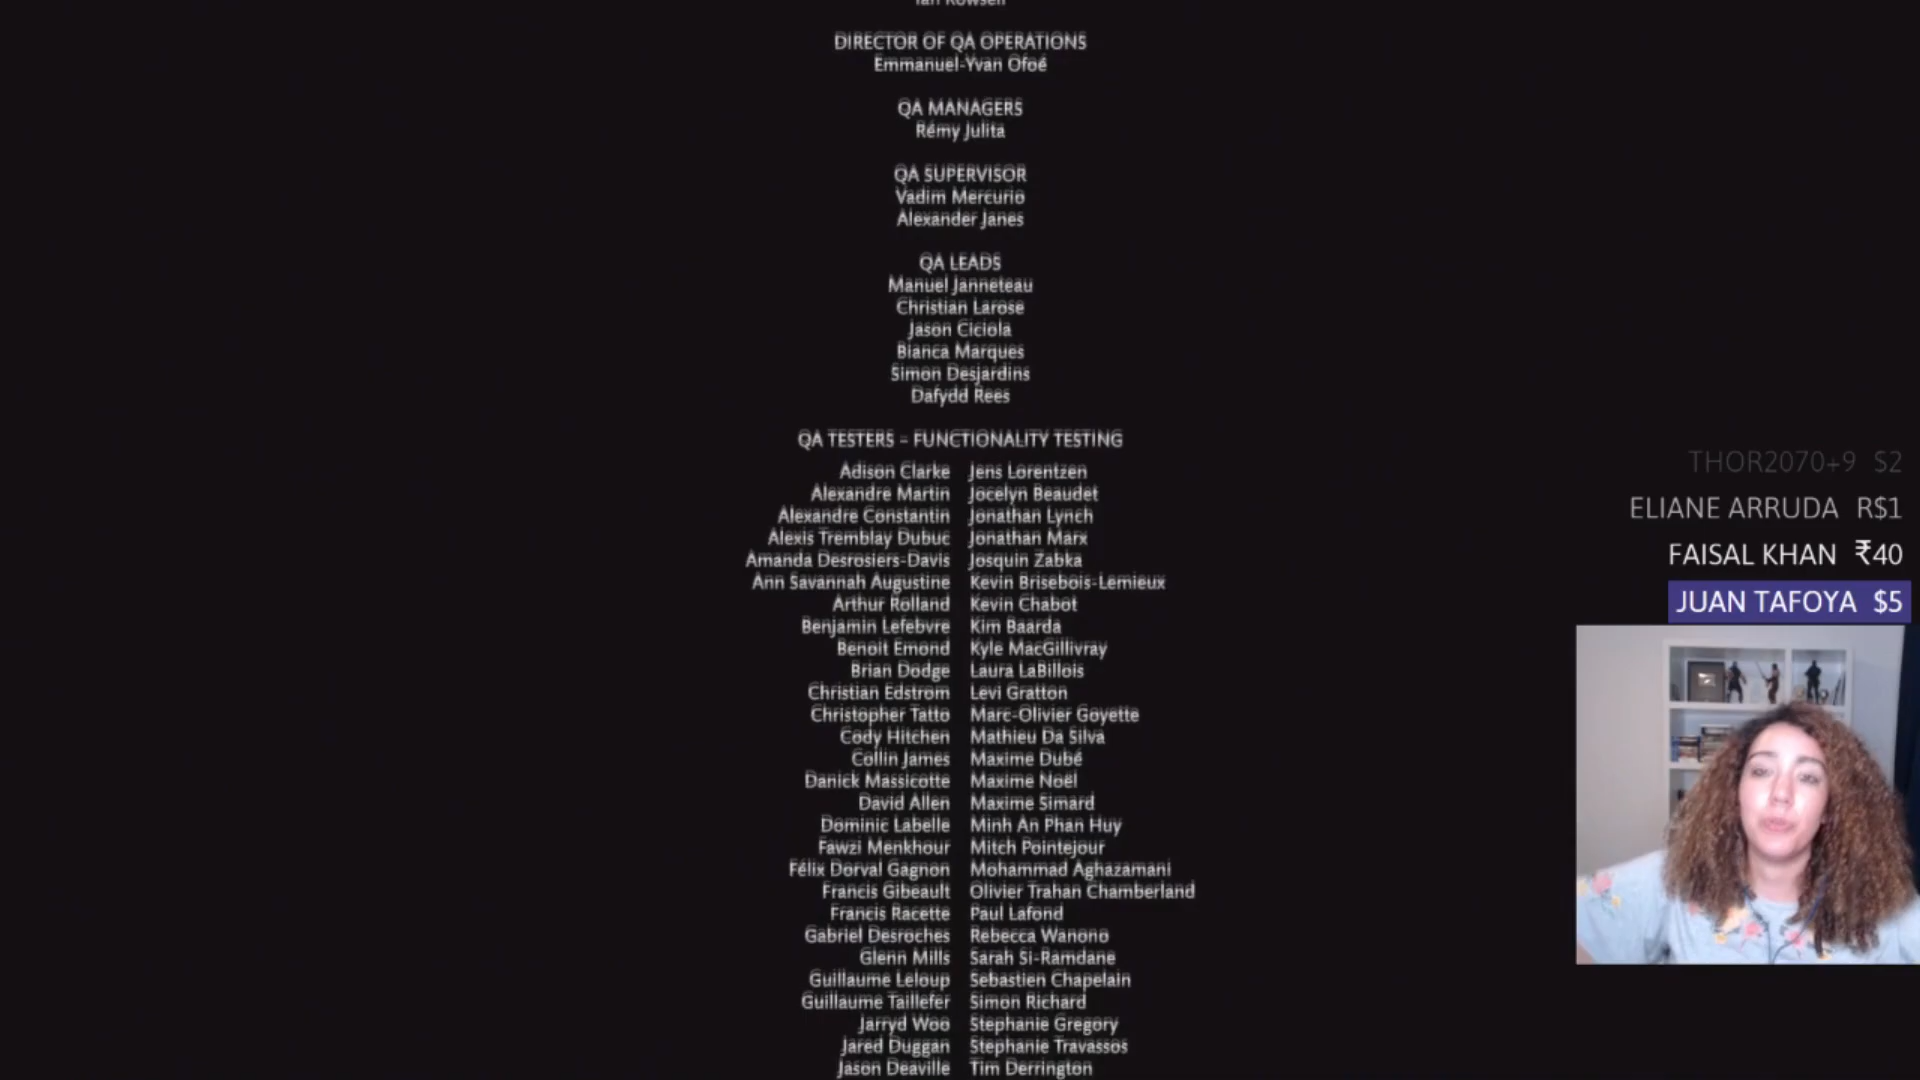 Ian Rowsell
DIRECTOR OF QA OPERATIONS
Emmanuel-Yvan Ofoé
QA MANAGERS
Rémy Julita
QA SUPERVISOR
Vadim Mercurio
Alexander Janes
QA LEADS
Manuel Janneteau
Christian Larose
Jason Ciciola
Bianca Marques
Simon Desjardins
Dafydd Rees
QA TESTERS – FUNCTIONALITY TESTING
Adison Clarke Jens Lorentzen
Alexandre Martin Jocelyn Beaudet
Alexandre Constantin Jonathan Lynch
Alexis Tremblay Dubuc Jonathan Marx
Amanda Desrosiers-Davis Josquin Zabka
Ann Savannah Augustine Kevin Brisebois-Lemieux
Arthur Rolland Kevin Chabot
Benjamin Lefebvre Kim Baarda
Benoit Emond Kyle MacGillivray
Brian Dodge Laura LaBillois
Christian Edstrom Levi Gratton
Christopher Tatto Marc-Olivier Goyette
Cody Hitchen Mathieu Da Silva
Collin James Maxime Dubé
Danick Massicotte Maxime Noël
David Allen Maxime Simard
Dominic Labelle Minh An Phan Huy
Fawzi Menkhour Mitch Pointejour
Félix Dorval Gagnon Mohammad Aghazamani
Francis Gibeault Olivier Trahan Chamberland
Francis Racette Paul Lafond
Gabriel Desroches Rebecca Wanono
Glenn Mills Sarah Si-Ramdane
Guillaume Leloup Sebastien Chapelain
Guillaume Taillefer Simon Richard
Jarryd Woo Stephanie Gregory
Jared Duggan Stephanie Travassos
Jason Deaville Tim Derrington
THOR2070+9 $2
ELIANE ARRUDA R$1
FAISAL KHAN ₹40
JUAN TAFOYA $5